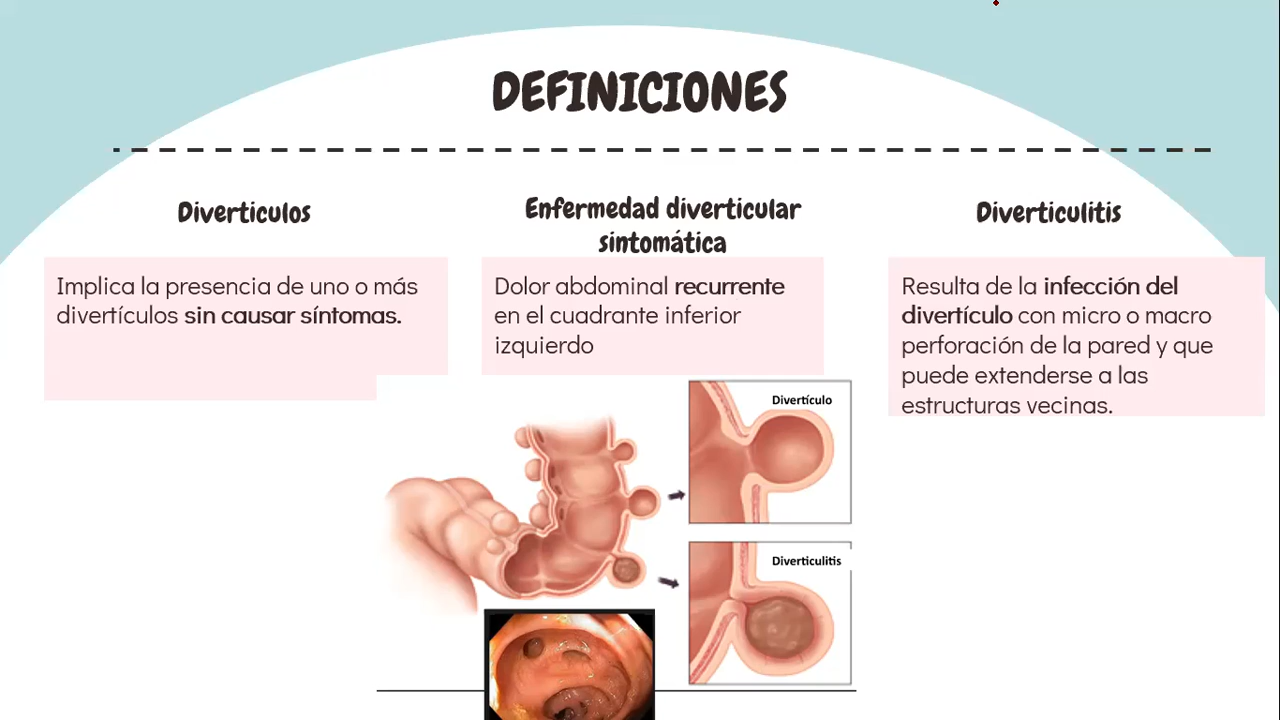 DEFINICIONES
Diverticulos
Implica la presencia de uno o más
divertículos sin causar síntomas.
Enfermedad diverticular
sintomática
Dolor abdominal recurrente
en el cuadrante inferior
izquierdo
Diverticulitis
Resulta de la infección del
divertículo con micro o macro
perforación de la pared y que
puede extenderse a las
estructuras vecinas.
Divertículo
Diverticulitis